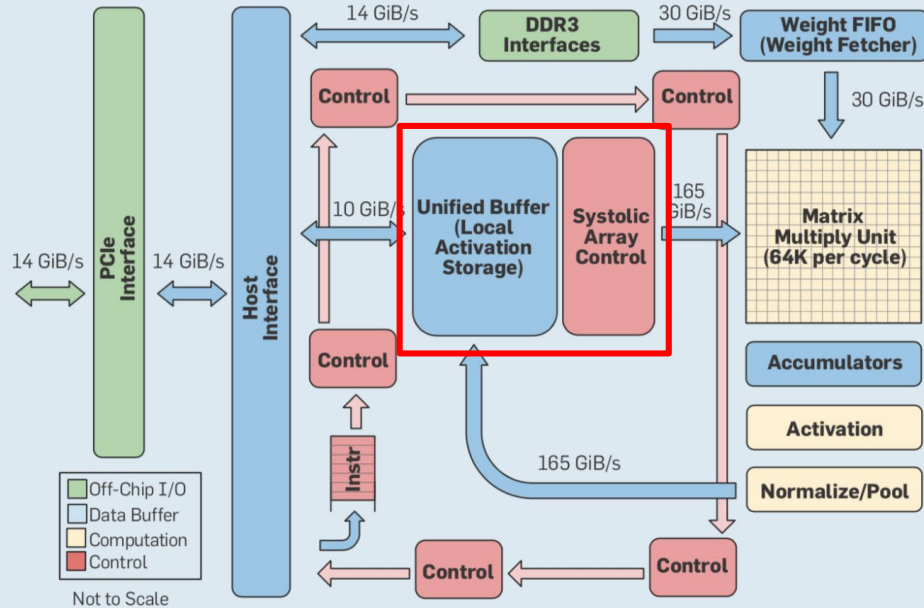 14 GiB/s
DDR3
Interfaces
30 GiB/s
Weight FIFO
(Weight Fetcher)
Control
Control
30 GiB/s
14 GiB/s
PCIe
Interface
14 GiB/s
Host
Interface
10 GiB/s
Unified Buffer
(Local
Activation
Storage)
Systolic
Array
Control
165
GiB/s
Matrix
Multiply Unit
(64K per cycle)
Control
Accumulators
Instr
Activation
165 GiB/s
Normalize/Pool
Off-Chip I/O
Data Buffer
Computation
Control
Not to Scale
Control
Control